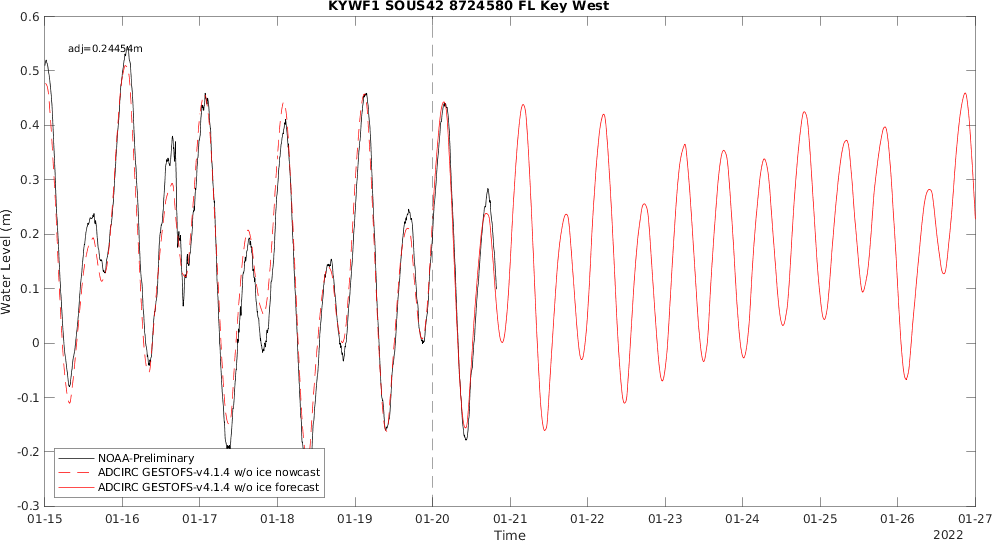 KYWF1 SOUS42 8724580 FL Key West
0.6
0.5
0.4
0.3
0.2
0.1
0
-0.1
-0.2
-0.3
Water Level (m)
adj=0.24454m
NOAA-Preliminary
ADCIRC GESTOFS-v4.1.4 w/o ice nowcast
ADCIRC GESTOFS-v4.1.4 w/o ice forecast
01-15 01-16 01-17 01-18 01-19 01-20 01-21 01-22 01-23 01-24 01-25 01-26 01-27
Time
2022